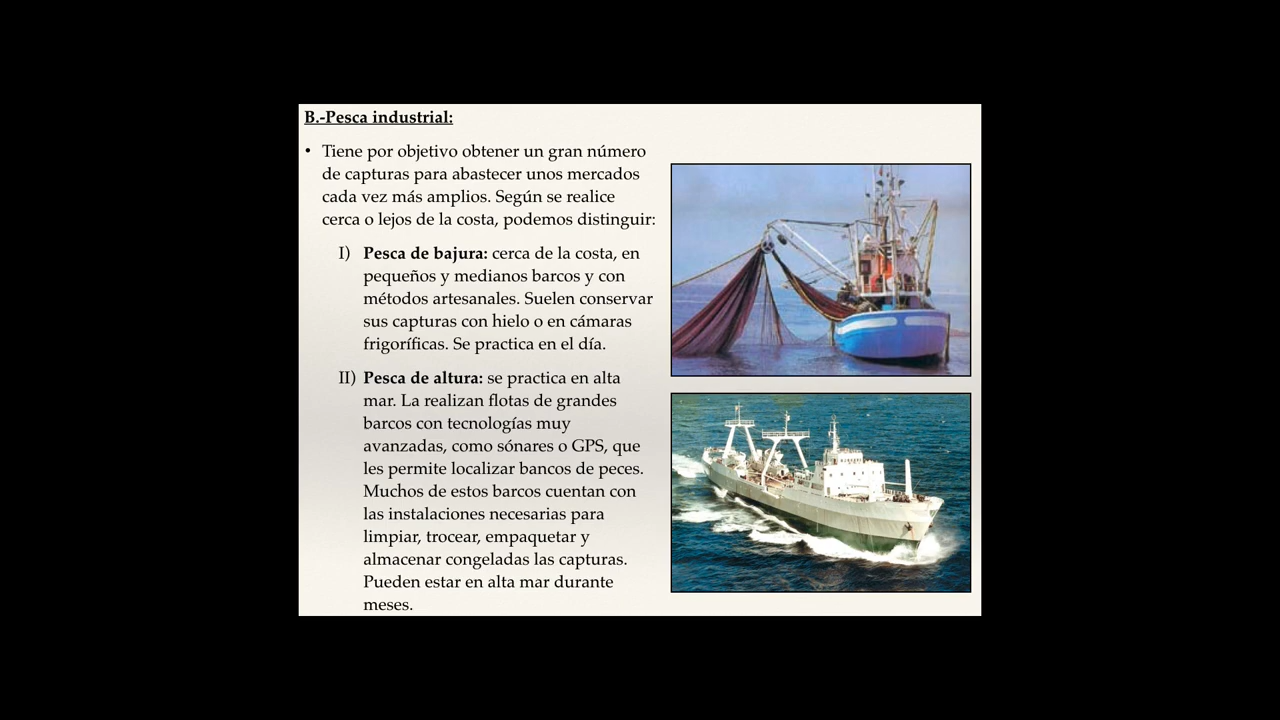 B.-Pesca industrial:
• Tiene por objetivo obtener un gran número
de capturas para abastecer unos mercados
cada vez más amplios. Según se realice
cerca o lejos de la costa, podemos distinguir:
I) Pesca de bajura: cerca de la costa, en
pequeños y medianos barcos y con
métodos artesanales. Suelen conservar
sus capturas con hielo o en cámaras
frigoríficas. Se practica en el día.
II) Pesca de altura: se practica en alta
mar. La realizan flotas de grandes
barcos con tecnologías muy
avanzadas, como sónares o GPS, que
les permite localizar bancos de peces.
Muchos de estos barcos cuentan con
las instalaciones necesarias para
limpiar, trocear, empaquetar y
almacenar congeladas las capturas.
Pueden estar en alta mar durante
meses.